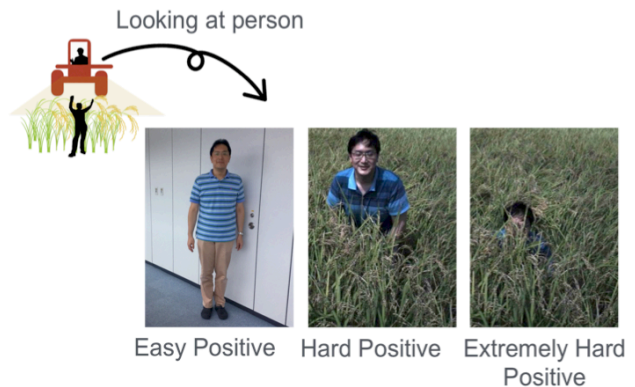 Looking at person
Easy Positive
Hard Positive
Extremely Hard
Positive